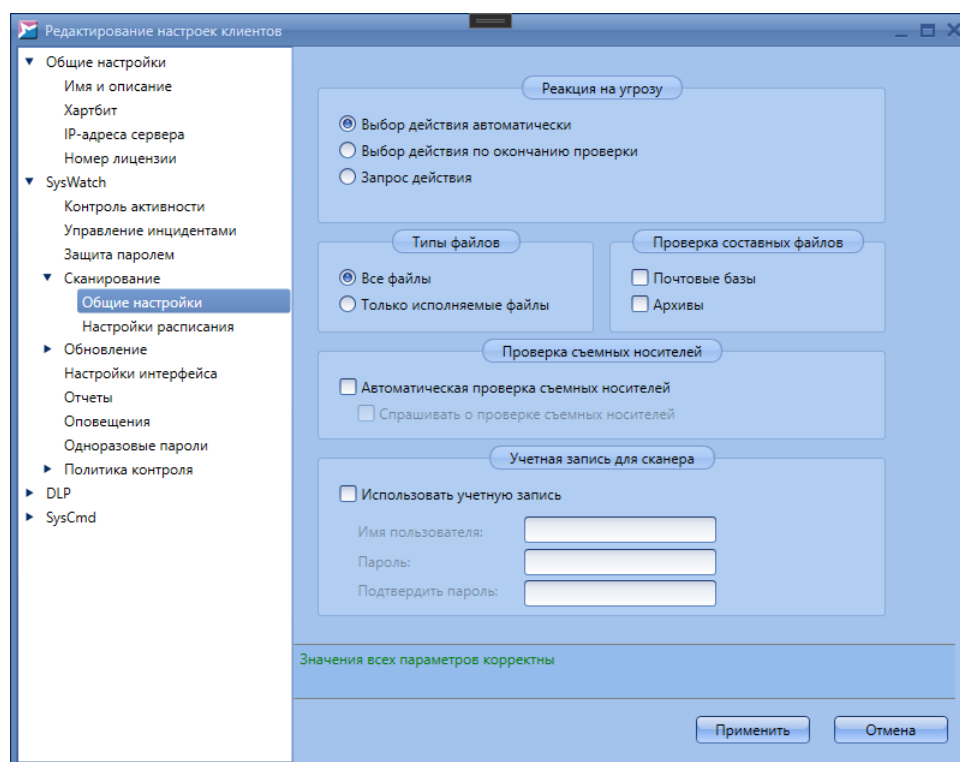 Редактирование настроек клиентов
Общие настройки
Имя и описание
Хартбит
IP-адреса сервера
Номер лицензии
SysWatch
Контроль активности
Управление инцидентами
Защита паролем
Сканирование
Общие настройки
Настройки расписания
Обновление
Настройки интерфейса
Отчеты
Оповещения
Одноразовые пароли
Политика контроля
DLP
SysCmd
Реакция на угрозу
Выбор действия автоматически
Выбор действия по окончанию проверки
Запрос действия
Типы файлов
Все файлы
Только исполняемые файлы
Проверка составных файлов
Почтовые базы
Архивы
Проверка съемных носителей
Автоматическая проверка съемных носителей
Спрашивать о проверке съемных носителей
Учетная запись для сканера
Использовать учетную запись
Имя пользователя:
Пароль:
Подтвердить пароль:
Значения всех параметров корректны
Применить
Отмена